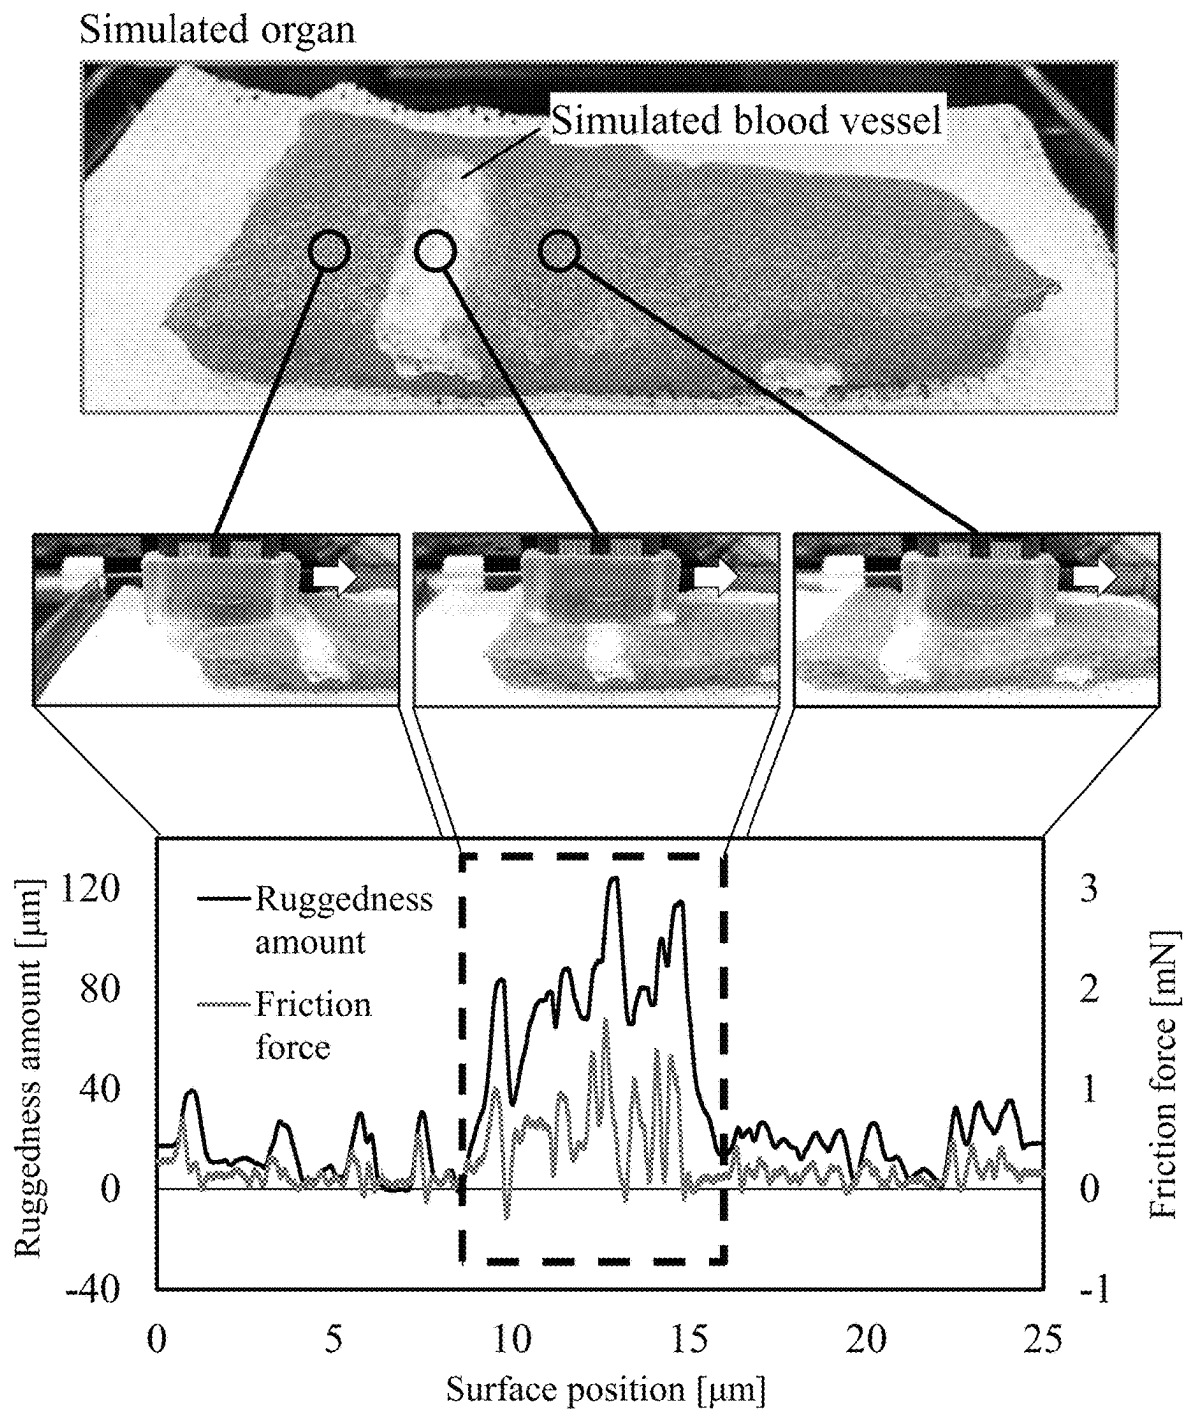 Simulated organ
Simulated blood vessel
Ruggedness amount [μm]
120
80
40
0
-40
Ruggedness
amount
Friction
force
3
2
1
0
-1
Friction force [mN]
0
5
10
15
20
25
Surface position [μm]